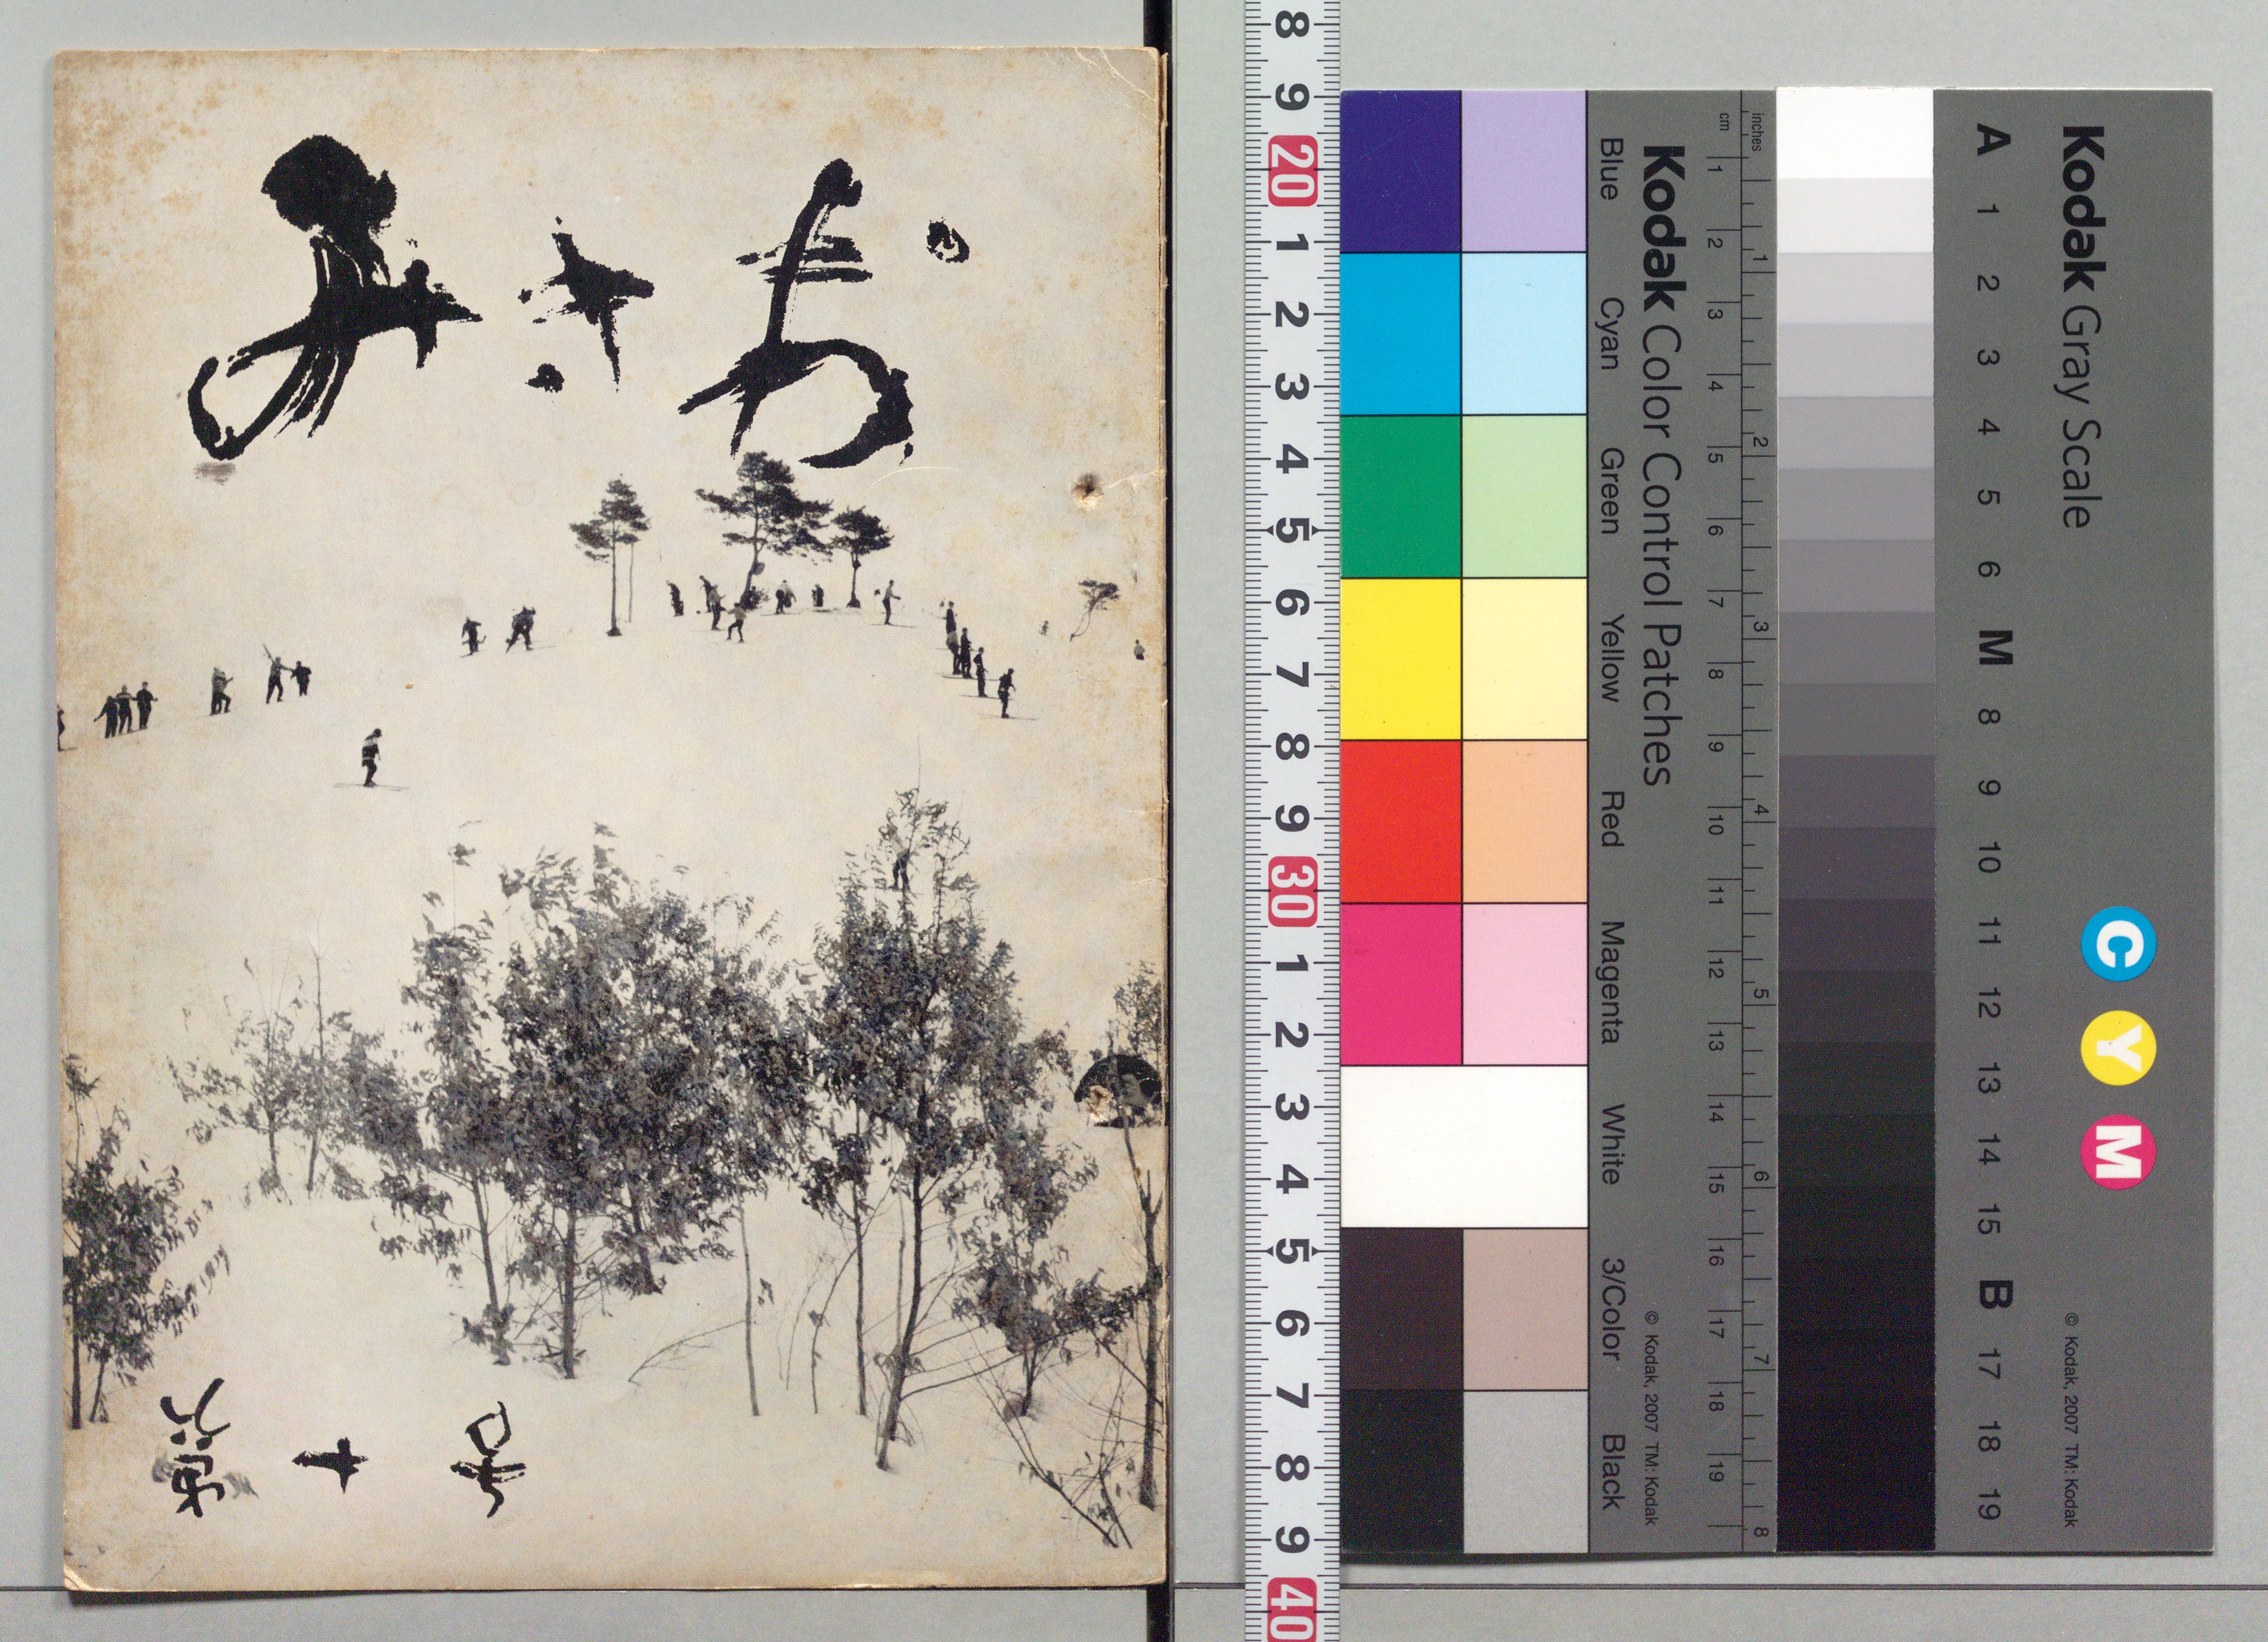 みさお
第十号
8 9 20 1 2 3 4 5 6 7 8 9 30 1 2 3 4 5 6 7 8 9 40
Blue Cyan Green Yellow Red Magenta White 3/Color Black
Kodak Color Control Patches
© Kodak, 2007 TM: Kodak
cm 1 2 3 4 5 6 7 8 9 10 11 12 13 14 15 16 17 18 19
inches 1 2 3 4 5 6 7 8
A 1 2 3 4 5 6 M 8 9 10 11 12 13 14 15 B 17 18 19
Kodak Gray Scale
C Y M
© Kodak, 2007 TM: Kodak